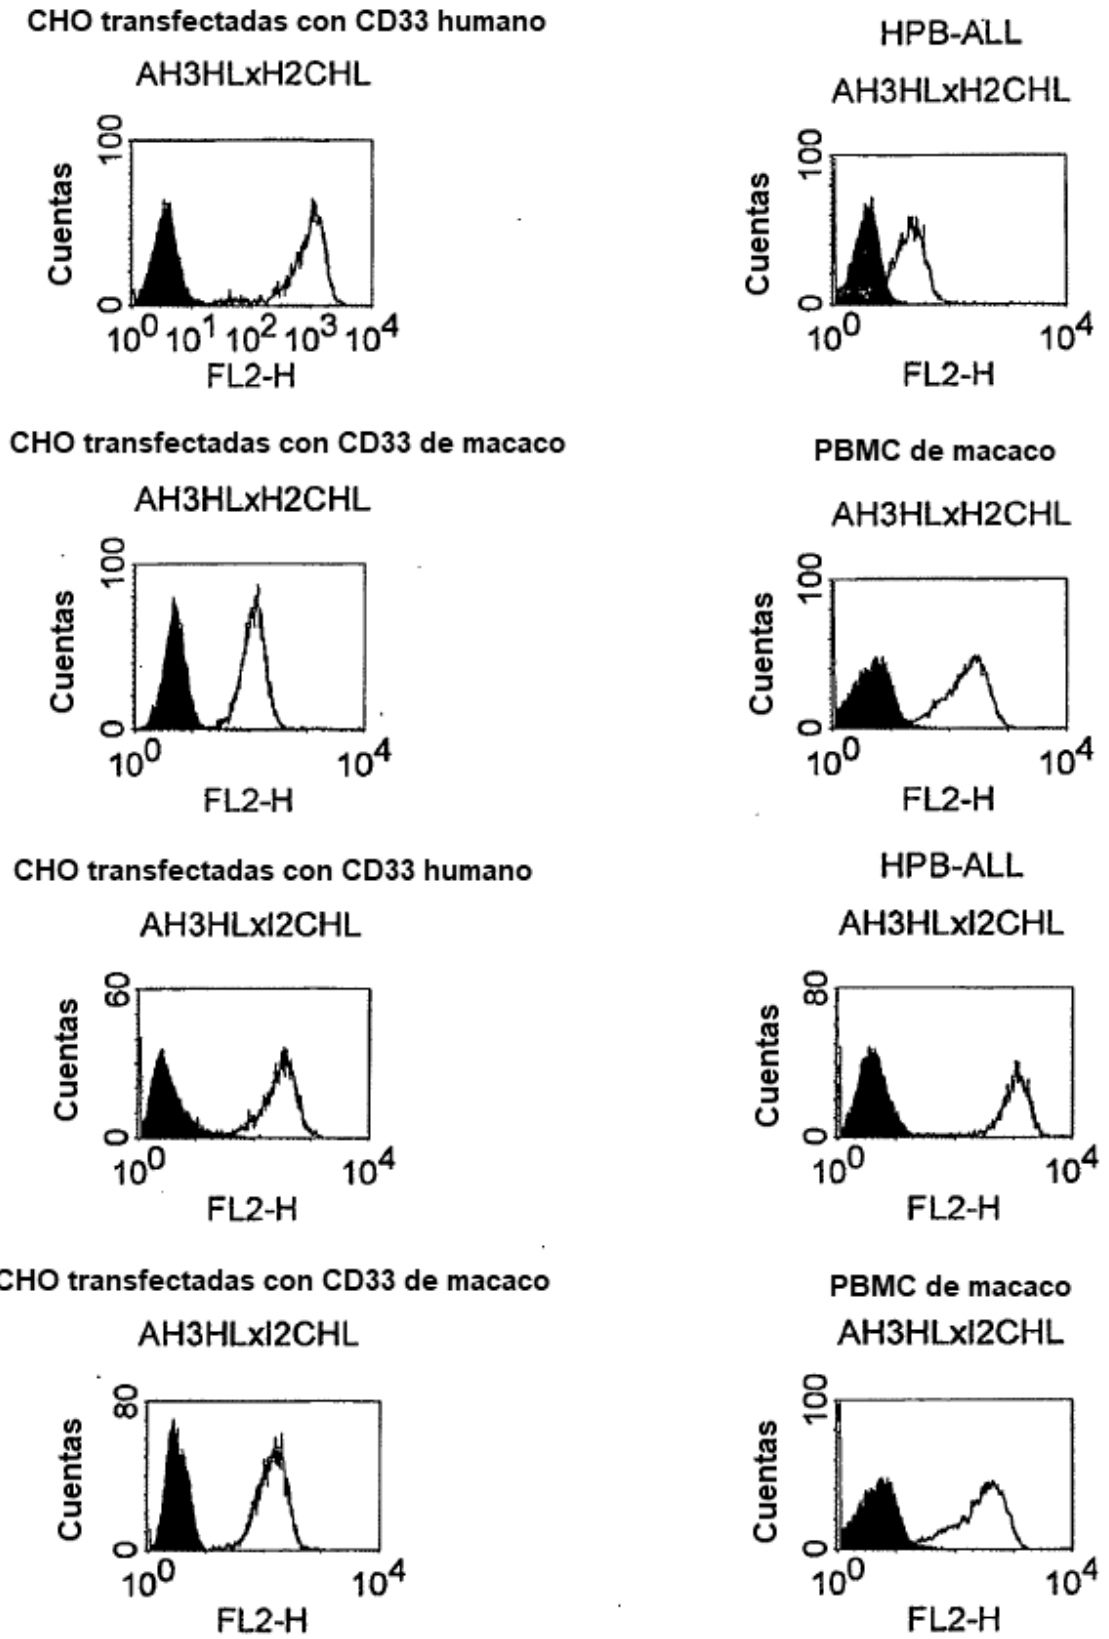 CHO transfectadas con CD33 humano
AH3HLxH2CHL
100
Cuentas
0
10^0 10^1 10^2 10^3 10^4
FL2-H
HPB-ALL
AH3HLxH2CHL
100
Cuentas
0
10^0 10^4
FL2-H
CHO transfectadas con CD33 de macaco
AH3HLxH2CHL
100
Cuentas
0
10^0 10^4
FL2-H
PBMC de macaco
AH3HLxH2CHL
100
Cuentas
0
10^0 10^4
FL2-H
CHO transfectadas con CD33 humano
AH3HLxI2CHL
60
Cuentas
0
10^0 10^4
FL2-H
HPB-ALL
AH3HLxI2CHL
80
Cuentas
0
10^0 10^4
FL2-H
CHO transfectadas con CD33 de macaco
AH3HLxI2CHL
80
Cuentas
0
10^0 10^4
FL2-H
PBMC de macaco
AH3HLxI2CHL
100
Cuentas
0
10^0 10^4
FL2-H